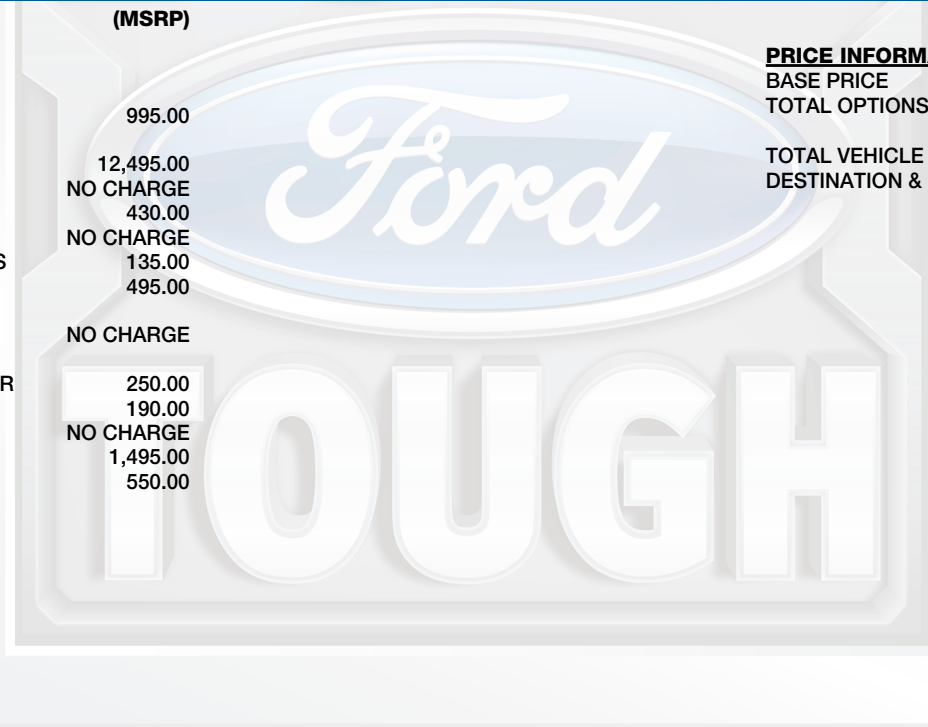 (MSRP)
995.00
12,495.00
NO CHARGE
430.00
NO CHARGE
S 135.00
495.00
NO CHARGE
R 250.00
190.00
NO CHARGE
1,495.00
550.00
PRICE INFORMA
BASE PRICE
TOTAL OPTIONS
TOTAL VEHICLE
DESTINATION &
Ford
TOUGH